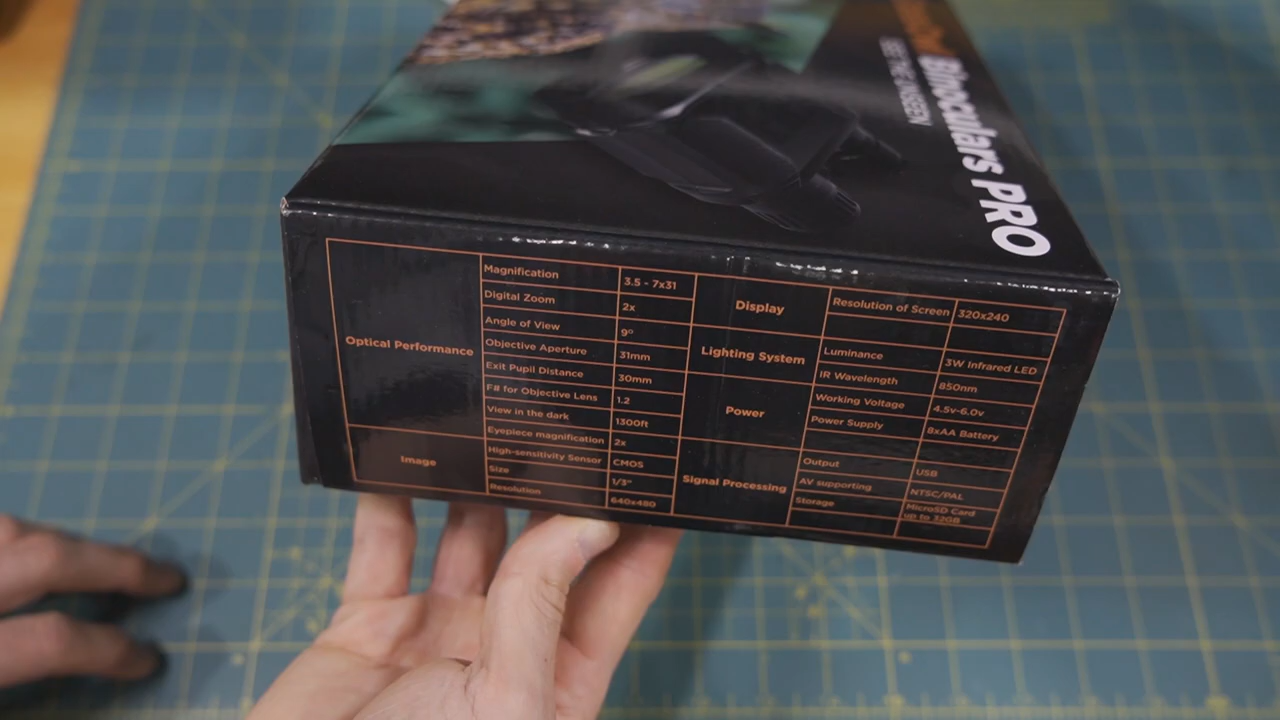 Binoculars PRO
SEE THE UNSEEN
Optical Performance
Magnification 3.5 - 7x31
Digital Zoom 2x
Angle of View 9º
Objective Aperture 31mm
Exit Pupil Distance 30mm
F# for Objective Lens 1.2
View in the dark 1300ft
Eyepiece magnification 2x
Image
High-sensitivity Sensor CMOS
Size 1/3"
Resolution 640x480
Display
Resolution of Screen 320x240
Lighting System
Luminance 3W Infrared LED
IR Wavelength 850nm
Power
Working Voltage 4.5v-6.0v
Power Supply 8xAA Battery
Signal Processing
Output USB
AV supporting NTSC/PAL
Storage MicroSD Card
up to 32GB